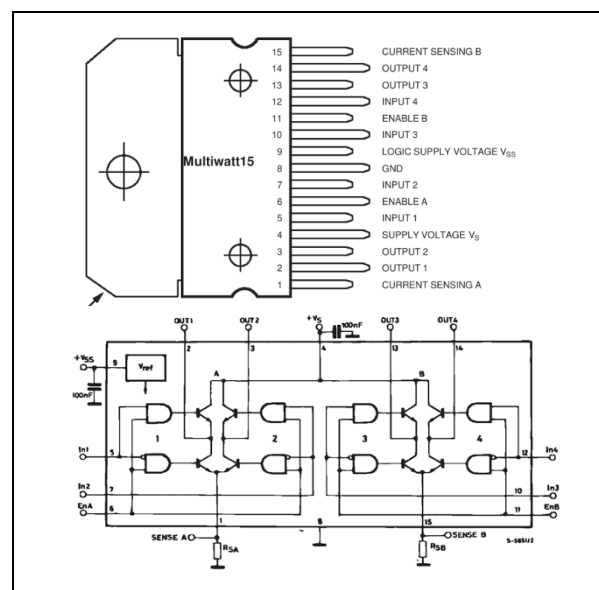 15 CURRENT SENSING B
14 OUTPUT 4
13 OUTPUT 3
12 INPUT 4
11 ENABLE B
10 INPUT 3
Multiwatt15
9 LOGIC SUPPLY VOLTAGE VSS
8 GND
7 INPUT 2
6 ENABLE A
5 INPUT 1
4 SUPPLY VOLTAGE VS
3 OUTPUT 2
2 OUTPUT 1
1 CURRENT SENSING A
OUT1 OUT2 +VS 100nF OUT3 OUT4
2 3 4 13 14
+VSS 9 Vref
100nF
A B
1 2 3 4
In1 5 12 In4
In2 7 10 In3
EnA 6 11 EnB
1 8 15 S-5851/2
SENSE A SENSE B
RSA RSB